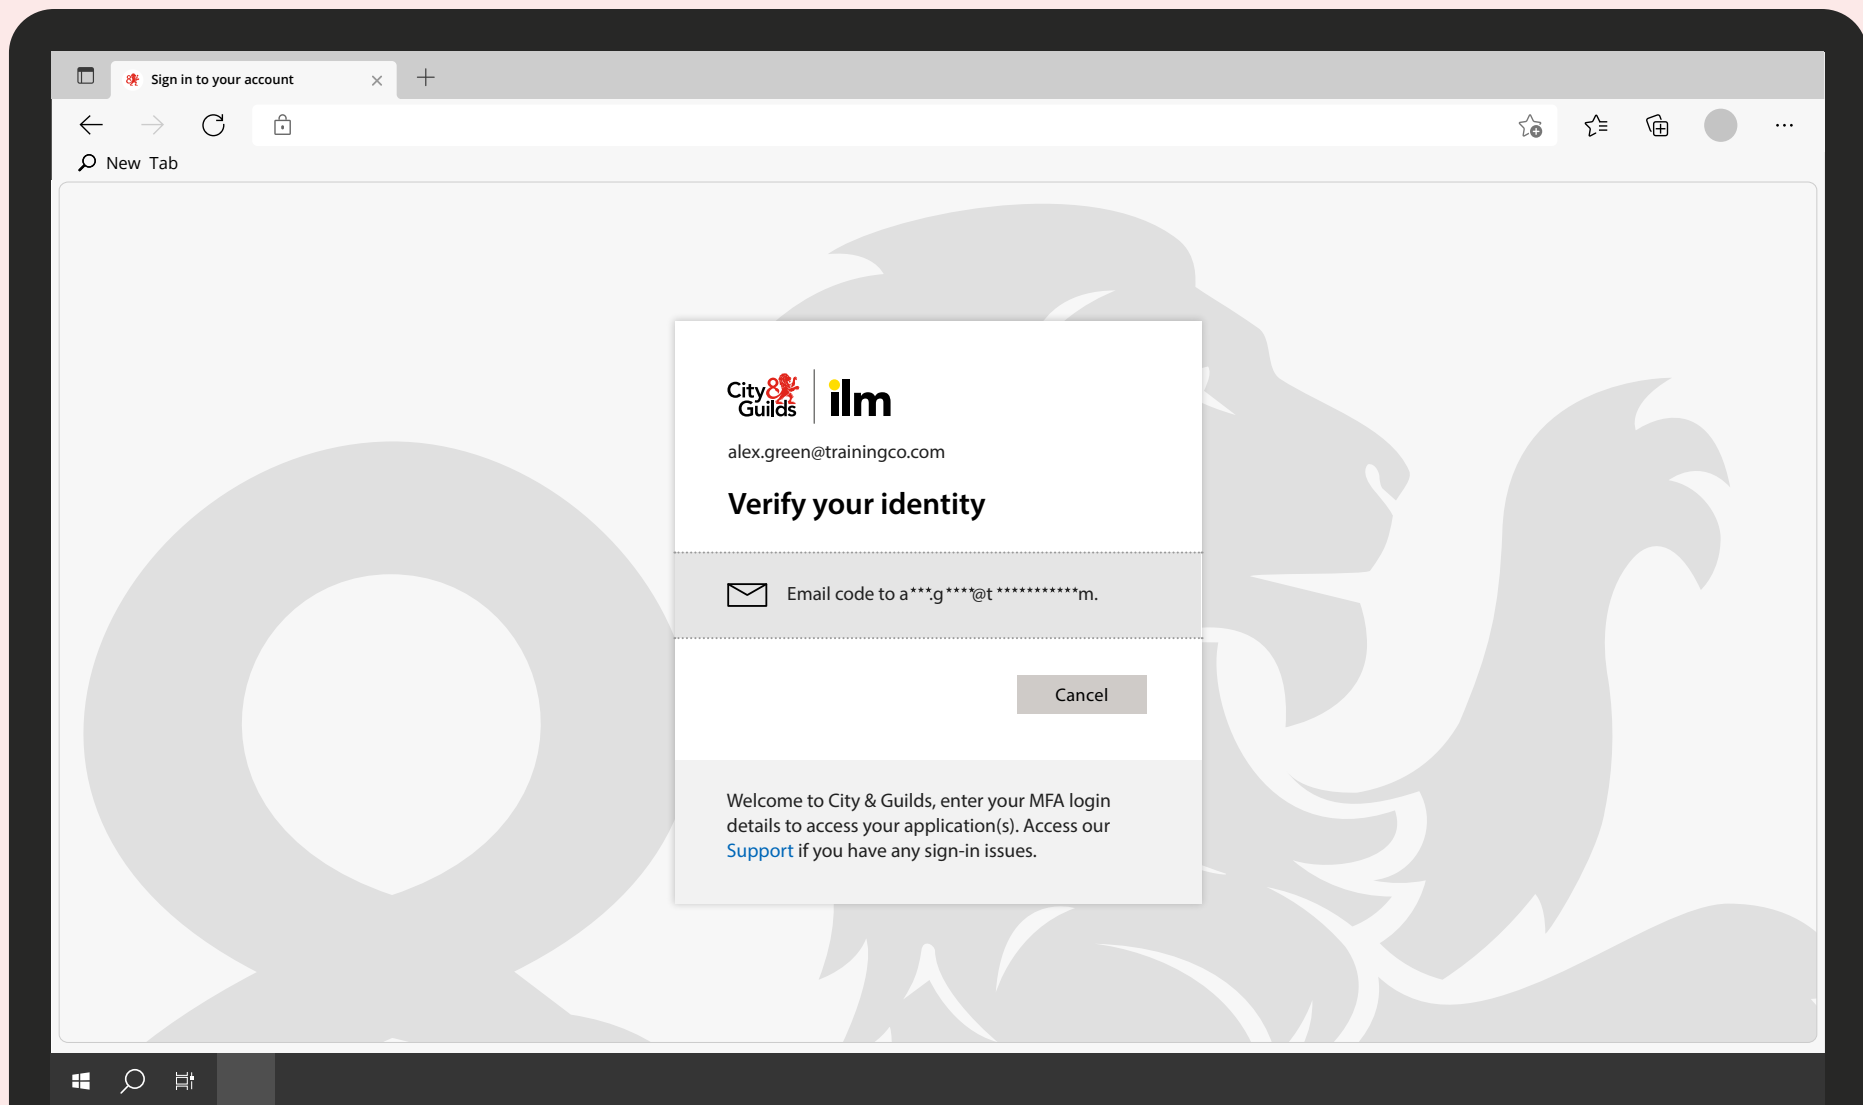 Sign in to your account
New Tab
City &
Guilds
ilm
alex.green@trainingco.com
Verify your identity
Email code to a***.g****@t ***********m.
Cancel
Welcome to City & Guilds, enter your MFA login
details to access your application(s). Access our
Support if you have any sign-in issues.